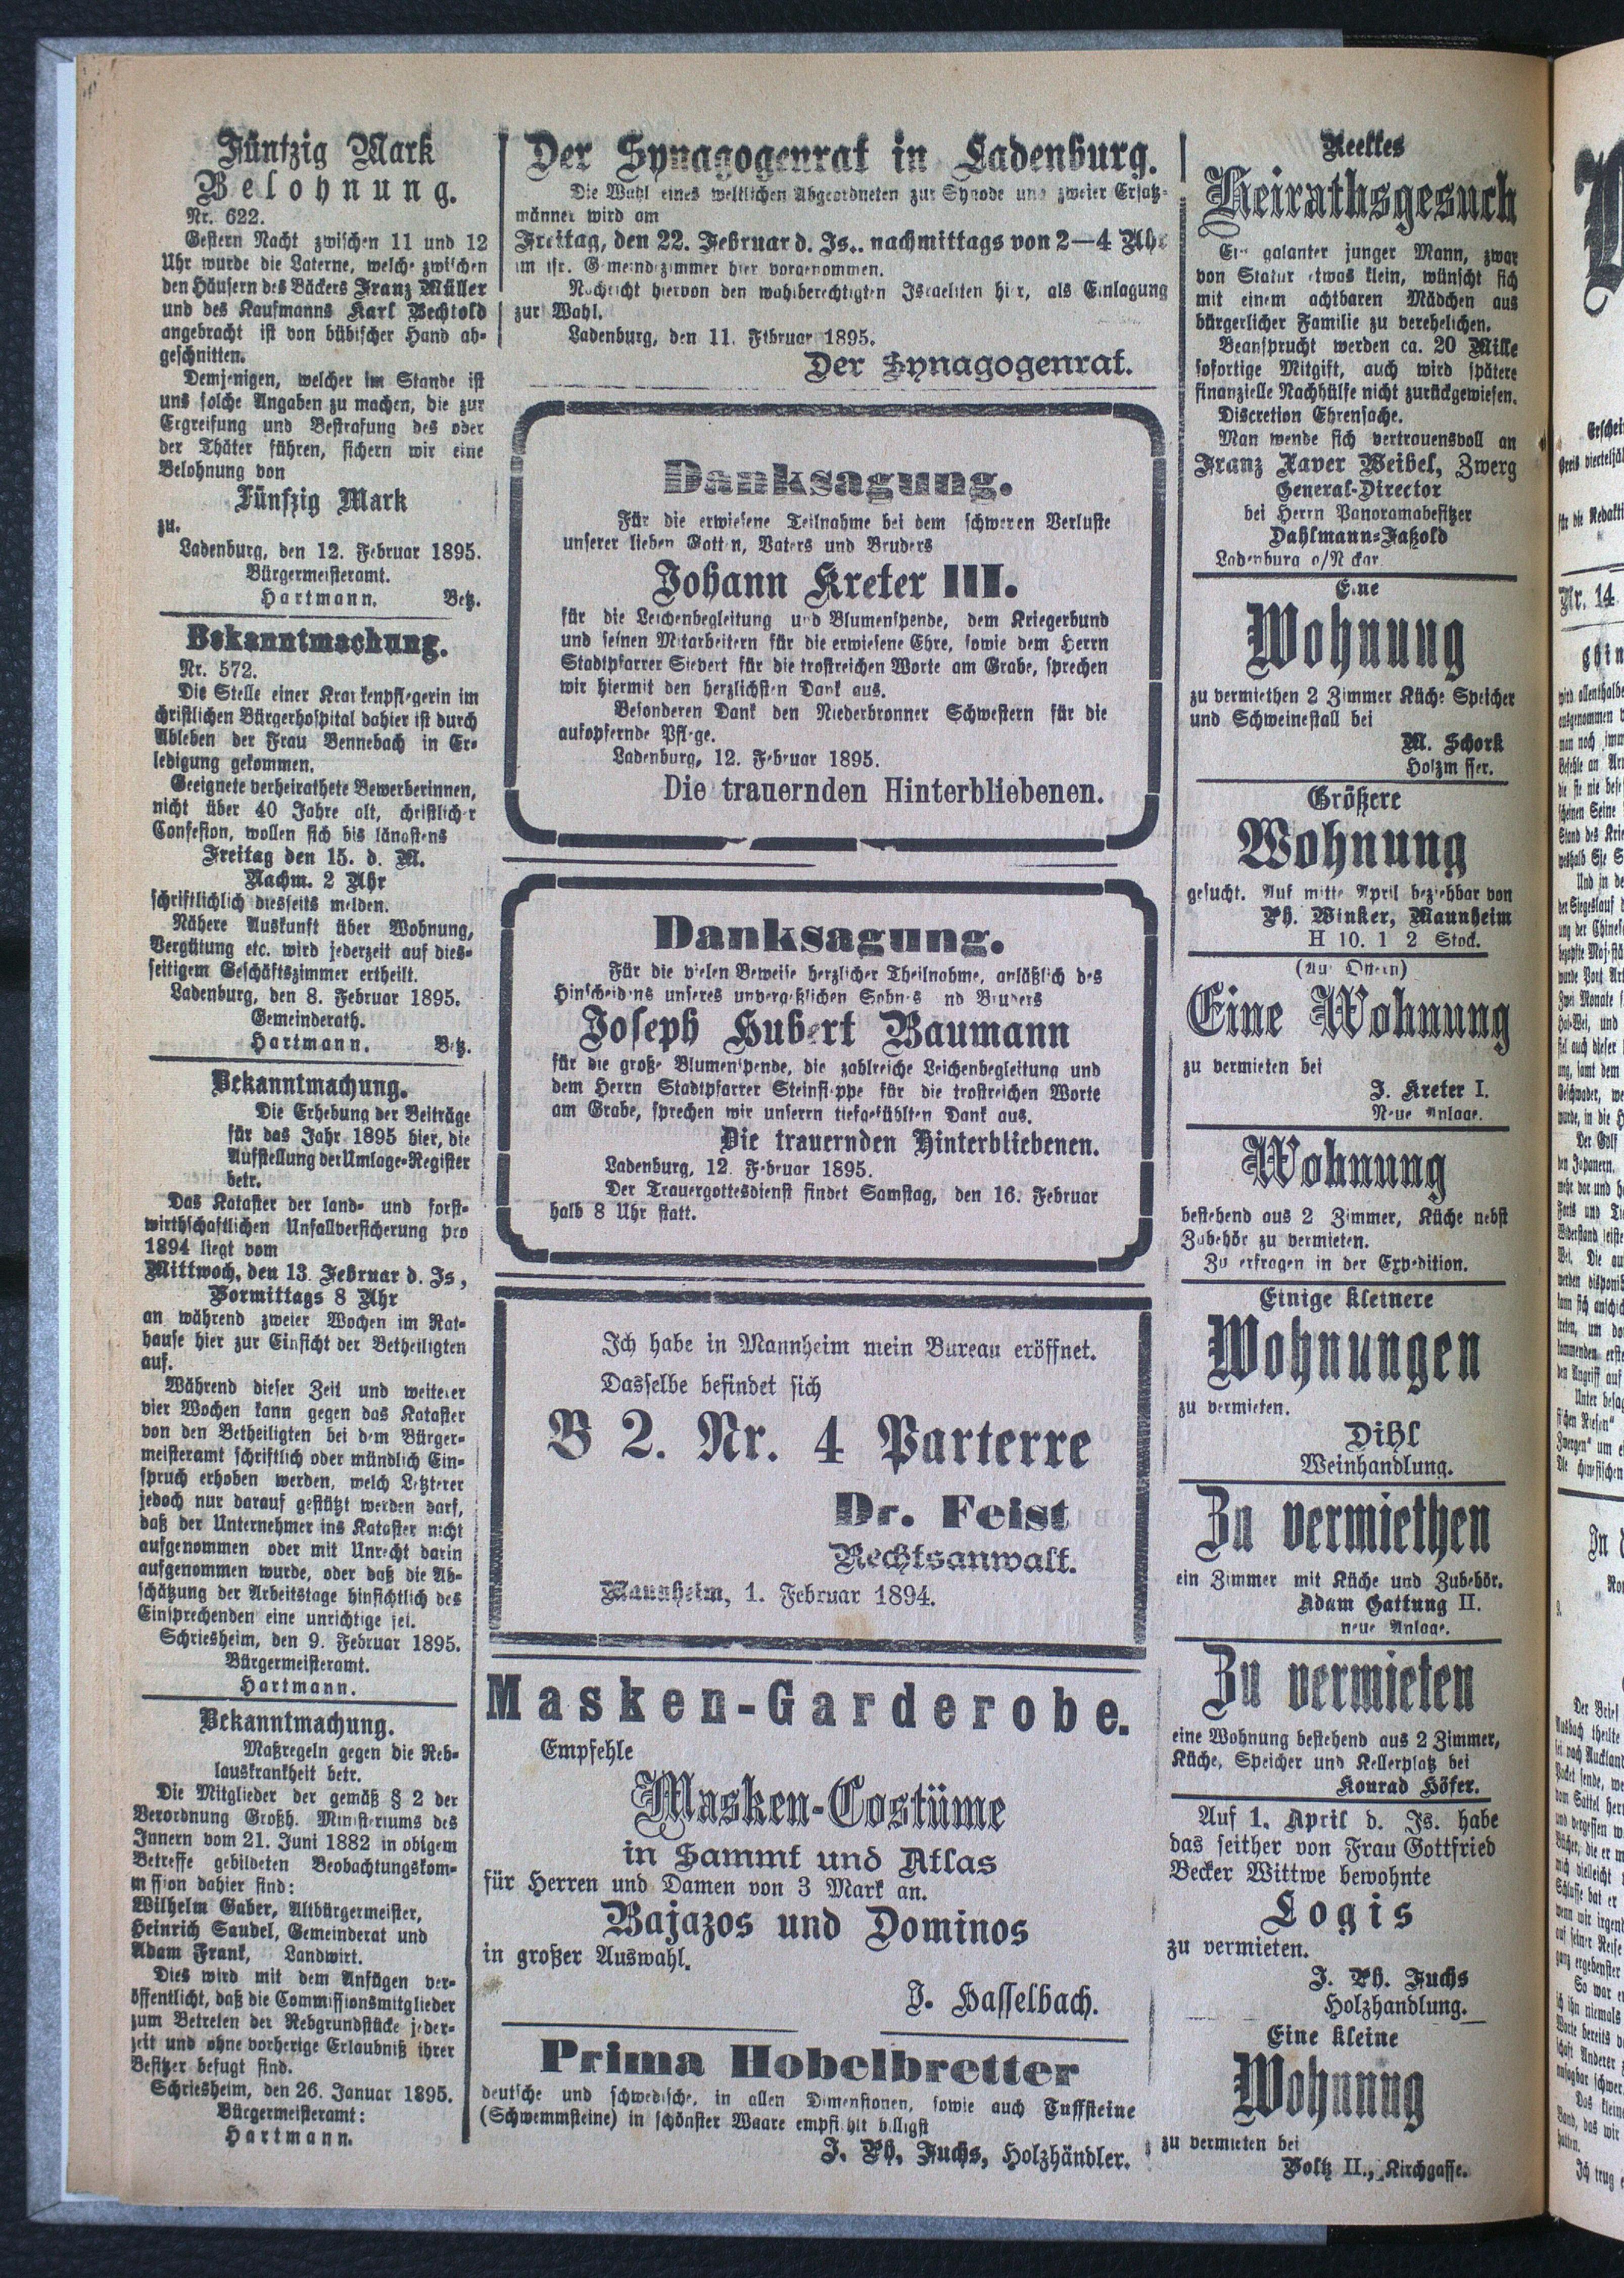 Fünfzig Mark
Belohnung.
Nr. 622.
Gestern Nacht zwischen 11 und 12
Uhr wurde die Laterne, welche zwischen
den Häusern des Bäckers Franz Müller
und des Kaufmanns Karl Bechtold
angebracht ist von bübischer Hand ab-
geschnitten.
Demjenigen, welcher im Stande ist
uns solche Angaben zu machen, die zur
Ergreifung und Bestrafung des oder
der Thäter führen, sichern wir eine
Belohnung von
Fünfzig Mark
zu.
Ladenburg, den 12. Februar 1895.
Bürgermeisteramt.
Hartmann. Betz.
Bekanntmachung.
Nr. 572.
Die Stelle einer Krankenpflegerin im
christlichen Bürgerhospital dahier ist durch
Ableben der Frau Bennebach in Er-
ledigung gekommen.
Geeignete verheirathete Bewerberinnen,
nicht über 40 Jahre alt, christlicher
Confesion, wollen sich bis längstens
Freitag den 15. d. M.
Nachm. 2 Uhr
schriftlichlich diesseits melden.
Nähere Auskunft über Wohnung,
Vergütung etc. wird jederzeit auf dies-
seitigem Geschäftszimmer ertheilt.
Ladenburg, den 8. Februar 1895.
Gemeinderath.
Hartmann. Betz.
Bekanntmachung.
Die Erhebung der Beiträge
für das Jahr 1895 hier, die
Aufstellung der Umlage-Register
betr.
Das Kataster der land- und forst-
wirthschaftlichen Unfallversicherung pro
1894 liegt vom
Mittwoch, den 13. Februar d. Js,
Vormittags 8 Uhr
an während zweier Wochen im Rat-
hause hier zur Einsicht der Betheiligten
auf.
Während dieser Zeit und weiterer
vier Wochen kann gegen das Kataster
von den Betheiligten bei dem Bürger-
meisteramt schriftlich oder mündlich Ein-
spruch erhoben werden, welch Letzterer
jedoch nur darauf gestützt werden darf,
daß der Unternehmer ins Kataster nicht
aufgenommen oder mit Unrecht darin
aufgenommen wurde, oder daß die Ab-
schätzung der Arbeitstage hinsichtlich des
Einsprechenden eine unrichtige sei.
Schriesheim, den 9. Februar 1895.
Bürgermeisteramt.
Hartmann.
Bekanntmachung.
Maßregeln gegen die Reb-
lauskrankheit betr.
Die Mitglieder der gemäß § 2 der
Verordnung Großh. Ministeriums des
Innern vom 21. Juni 1882 in obigem
Betreffe gebildeten Beobachtungskom-
mission dahier sind:
Wilhelm Gaber, Altbürgermeister,
Heinrich Saudel, Gemeinderat und
Adam Frank, Landwirt.
Dies wird mit dem Anfügen ver-
öffentlicht, daß die Commissionsmitglieder
zum Betreten der Rebgrundstücke jeder-
zeit und ohne vorherige Erlaubniß ihrer
Besitzer befugt sind.
Schriesheim, den 26. Januar 1895.
Bürgermeisteramt:
Hartmann.
Der Synagogenrat in Ladenburg.
Die Wahl eines weltlichen Abgeordneten zur Synode und zweier Ersatz-
männer wird am
Freitag, den 22. Februar d. Js., nachmittags von 2—4 Uhr
im isr. Gemeindezimmer hier vorgenommen.
Nachricht hiervon den wahlberechtigten Israeliten hier, als Einladung
zur Wahl.
Ladenburg, den 11. Februar 1895.
Der Synagogenrat.
Danksagung.
Für die erwiesene Teilnahme bei dem schweren Verluste
unserer lieben Gatten, Vaters und Bruders
Johann Kreter III.
für die Leichenbegleitung und Blumenspende, dem Kriegerbund
und seinen Mitarbeitern für die erwiesene Ehre, sowie dem Herrn
Stadtpfarrer Sievert für die trostreichen Worte am Grabe, sprechen
wir hiermit den herzlichsten Dank aus.
Besonderen Dank den Niederbronner Schwestern für die
aufopfernde Pflege.
Ladenburg, 12. Februar 1895.
Die trauernden Hinterbliebenen.
Danksagung.
Für die vielen Beweise herzlicher Theilnahme, anläßlich des
Hinscheidens unseres unvergeßlichen Sohnes und Bruders
Joseph Hubert Baumann
für die große Blumenspende, die zahlreiche Leichenbegleitung und
dem Herrn Stadtpfarrer Steinstippe für die trostreichen Worte
am Grabe, sprechen wir unserrn tiefgefühlten Dank aus.
Die trauernden Hinterbliebenen.
Ladenburg, 12. Februar 1895.
Der Trauergottesdienst findet Samstag, den 16. Februar
halb 8 Uhr statt.
Ich habe in Mannheim mein Bureau eröffnet.
Dasselbe befindet sich
B 2. Nr. 4 Parterre
Dr. Feist
Rechtsanwalt.
Mannheim, 1. Februar 1894.
Masken-Garderobe.
Empfehle
Masken-Costüme
in Sammt und Atlas
für Herren und Damen von 3 Mark an.
Bajazos und Dominos
in großer Auswahl.
J. Hasselbach.
Prima Hobelbretter
deutsche und schwedische, in allen Dimensionen, sowie auch Tuffsteine
(Schwemmsteine) in schönster Waare empfiehlt billigst
J. Ph. Fuchs, Holzhändler.
Reelles
Heirathsgesuch
Ein galanter junger Mann, zwar
von Statur etwas klein, wünscht sich
mit einem achtbaren Mädchen aus
bürgerlicher Familie zu verehelichen.
Beansprucht werden ca. 20 Mille
sofortige Mitgift, auch wird spätere
finanzielle Nachhülfe nicht zurückgewiesen.
Discretion Ehrensache.
Man wende sich vertrauensvoll an
Franz Xaver Weibel, Zwerg
General-Director
bei Herrn Panoramabesitzer
Dahlmann-Faßold
Ladenburg a/Neckar.
Eine
Wohnung
zu vermiethen 2 Zimmer Küche Speicher
und Schweinestall bei
M. Schork
Holzmesser.
Größere
Wohnung
gesucht. Auf mitte April beziehbar von
Ph. Winker, Mannheim
H 10. 1 2 Stock.
(auf Ostern)
Eine Wohnung
zu vermieten bei
J. Kreter I.
Neue Anlage.
Wohnung
bestehend aus 2 Zimmer, Küche nebst
Zubehör zu vermieten.
Zu erfragen in der Expedition.
Einige kleinere
Wohnungen
zu vermieten.
Dihl
Weinhandlung.
Zu vermiethen
ein Zimmer mit Küche und Zubehör.
Adam Gattung II.
neue Anlage.
Zu vermieten
eine Wohnung bestehend aus 2 Zimmer,
Küche, Speicher und Kellerplatz bei
Konrad Höfer.
Auf 1. April d. Js. habe
das seither von Frau Gottfried
Becker Wittwe bewohnte
Logis
zu vermieten.
J. Ph. Fuchs
Holzhandlung.
Eine kleine
Wohnung
zu vermieten bei
Voltz II., Kirchgasse.
Nr. 14